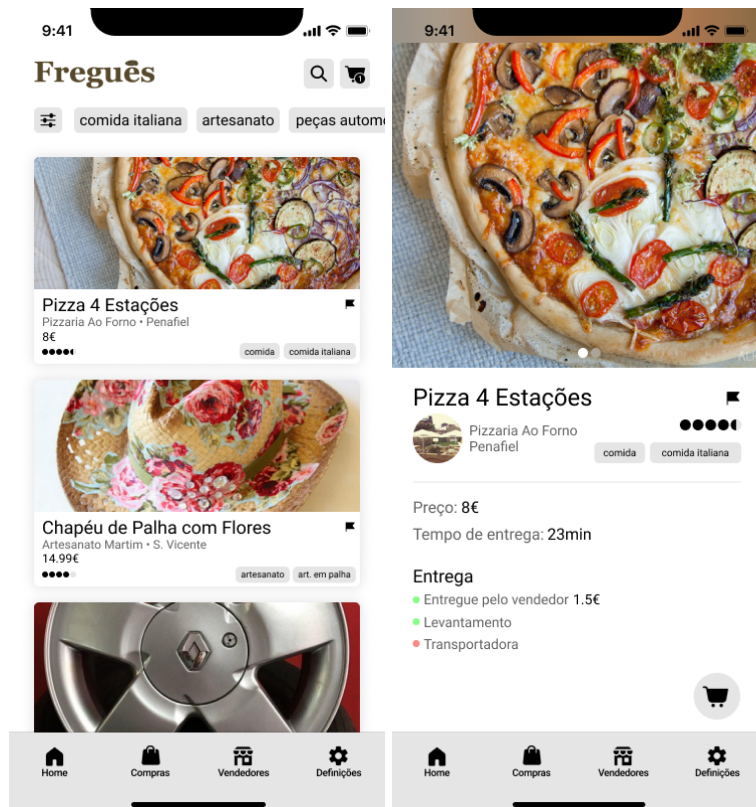 9:41
Freguês
1
comida italiana
artesanato
peças autom
Pizza 4 Estações
Pizzaria Ao Forno • Penafiel
8€
comida
comida italiana
Chapéu de Palha com Flores
Artesanato Martim • S. Vicente
14.99€
artesanato
art. em palha
Home
Compras
Vendedores
Definições
9:41
Pizza 4 Estações
Pizzaria Ao Forno
Penafiel
comida
comida italiana
Preço: 8€
Tempo de entrega: 23min
Entrega
Entregue pelo vendedor 1.5€
Levantamento
Transportadora
Home
Compras
Vendedores
Definições